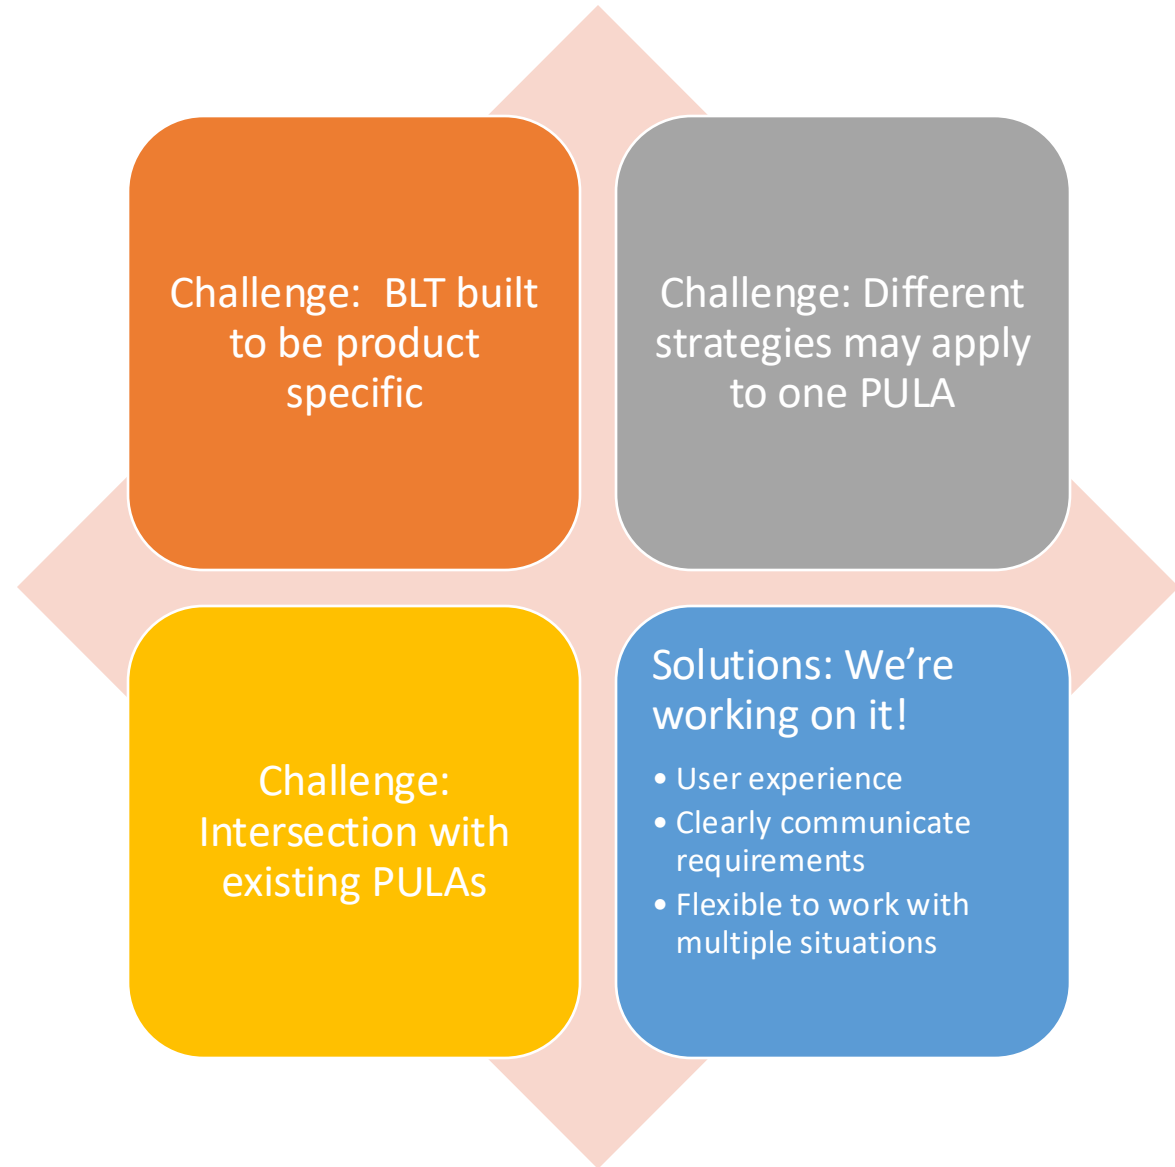 Challenge:  BLT built
to be product
specific
Challenge: Different
strategies may apply
to one PULA
Challenge:
Intersection with
existing PULAs
Solutions: We’re
working on it!
• User experience
• Clearly communicate
requirements
• Flexible to work with
multiple situations